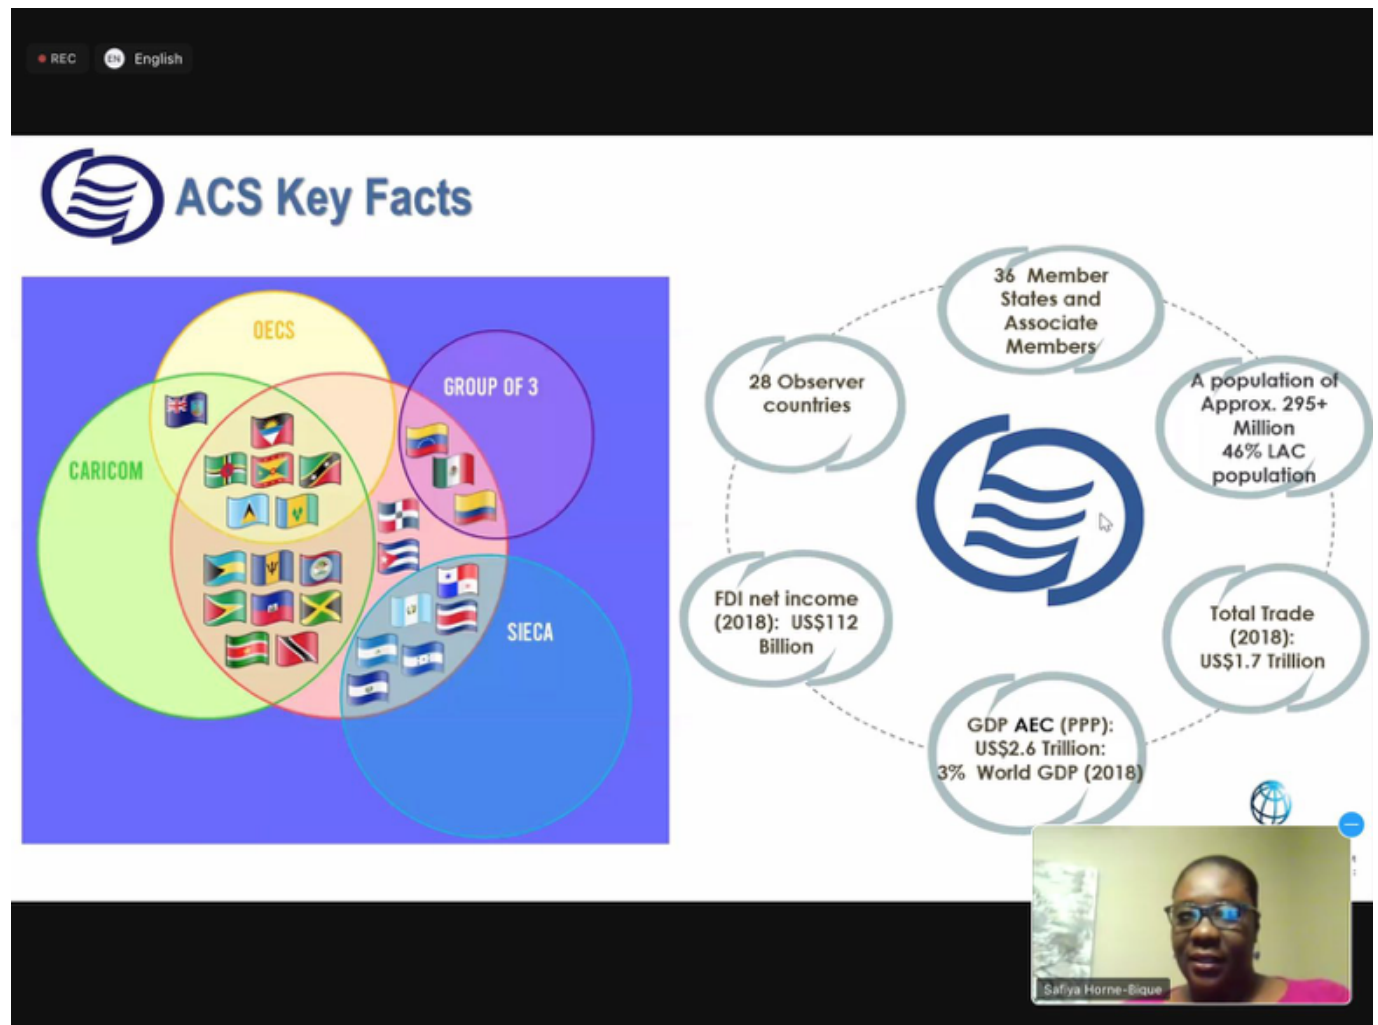 REC
EN English
ACS Key Facts
OECS
GROUP OF 3
CARICOM
SIECA
36 Member
States and
Associate
Members
28 Observer
countries
A population of
Approx. 295+
Million
46% LAC
population
FDI net income
(2018): US$112
Billion
Total Trade
(2018):
US$1.7 Trillion
GDP AEC (PPP):
US$2.6 Trillion:
3% World GDP (2018)
Safiya Horne-Bique